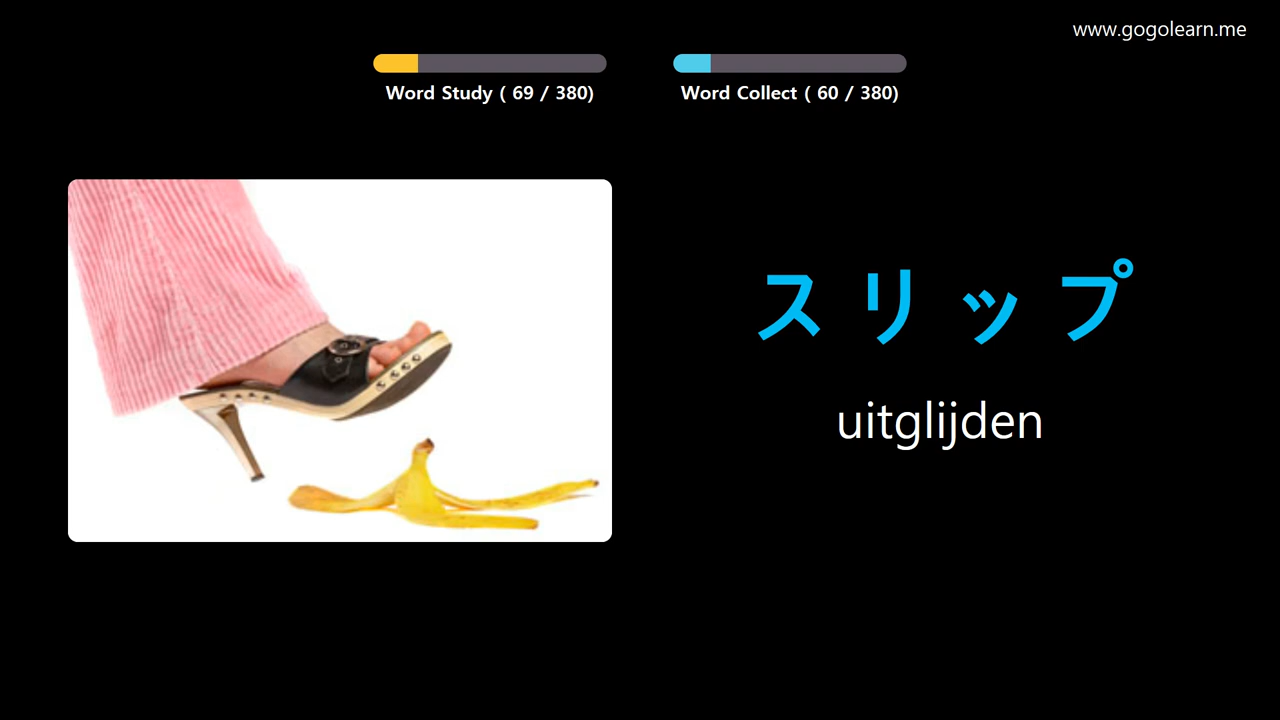 www.gogolearn.me
Word Study ( 69 / 380)
Word Collect ( 60 / 380)
スリップ
uitglijden